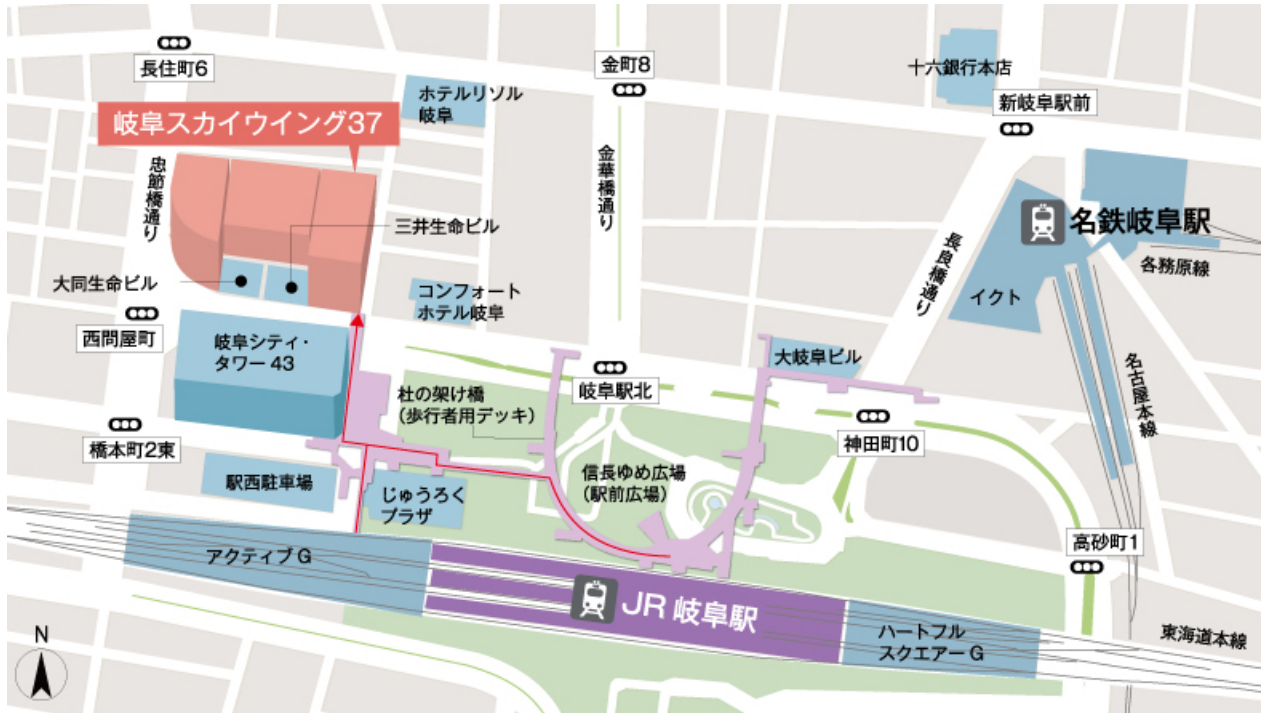 長住町6
金町8
十六銀行本店
新岐阜駅前
ホテルリソル
岐阜
岐阜スカイウイング37
忠節橋通り
金華橋通り
長良橋通り
名鉄岐阜駅
各務原線
イクト
三井生命ビル
大同生命ビル
コンフォート
ホテル岐阜
西問屋町
岐阜シティ・
タワー43
大岐阜ビル
名古屋本線
岐阜駅北
杜の架け橋
（歩行者用デッキ）
神田町10
橋本町2東
駅西駐車場
じゅうろく
プラザ
信長ゆめ広場
（駅前広場）
高砂町1
アクティブG
JR岐阜駅
ハートフル
スクエアーG
東海道本線
N